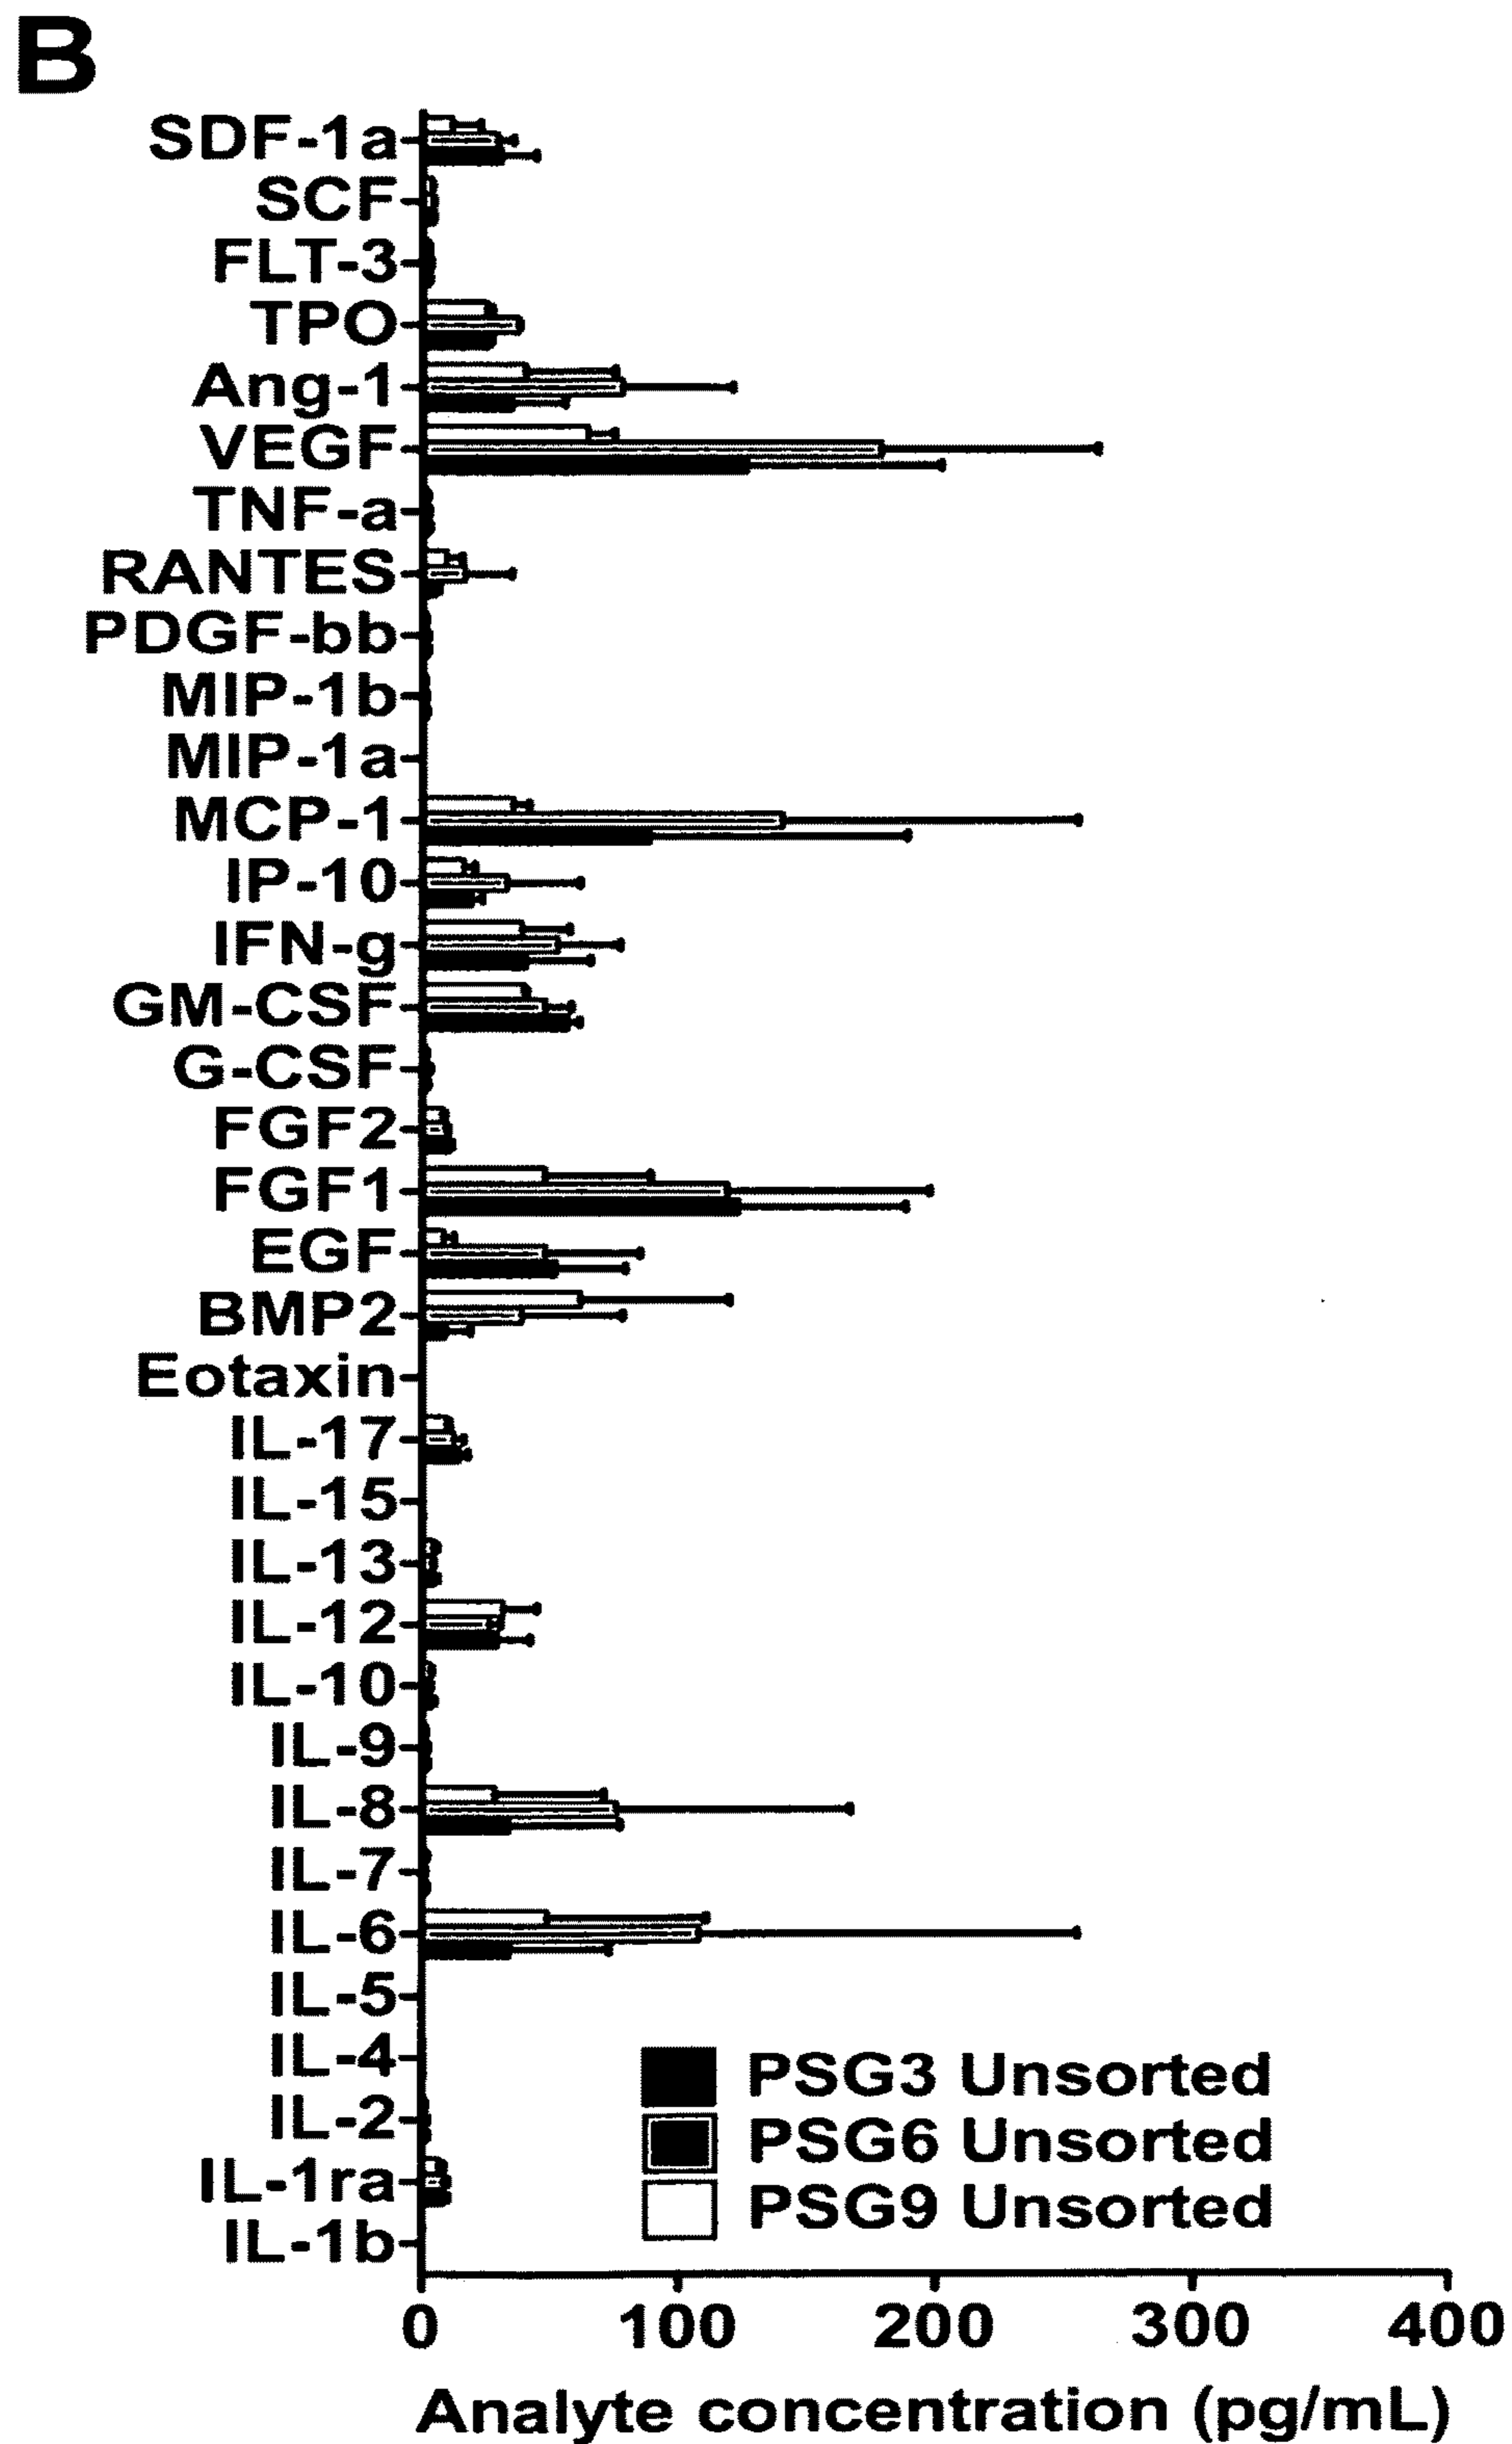 B
SDF-1a
SCF
FLT-3
TPO
Ang-1
VEGF
TNF-a
RANTES
PDGF-bb
MIP-1b
MIP-1a
MCP-1
IP-10
IFN-g
GM-CSF
G-CSF
FGF2
FGF1
EGF
BMP2
Eotaxin
IL-17
IL-15
IL-13
IL-12
IL-10
IL-9
IL-8
IL-7
IL-6
IL-5
IL-4
IL-2
IL-1ra
IL-1b
PSG3 Unsorted
PSG6 Unsorted
PSG9 Unsorted
0 100 200 300 400
Analyte concentration (pg/mL)